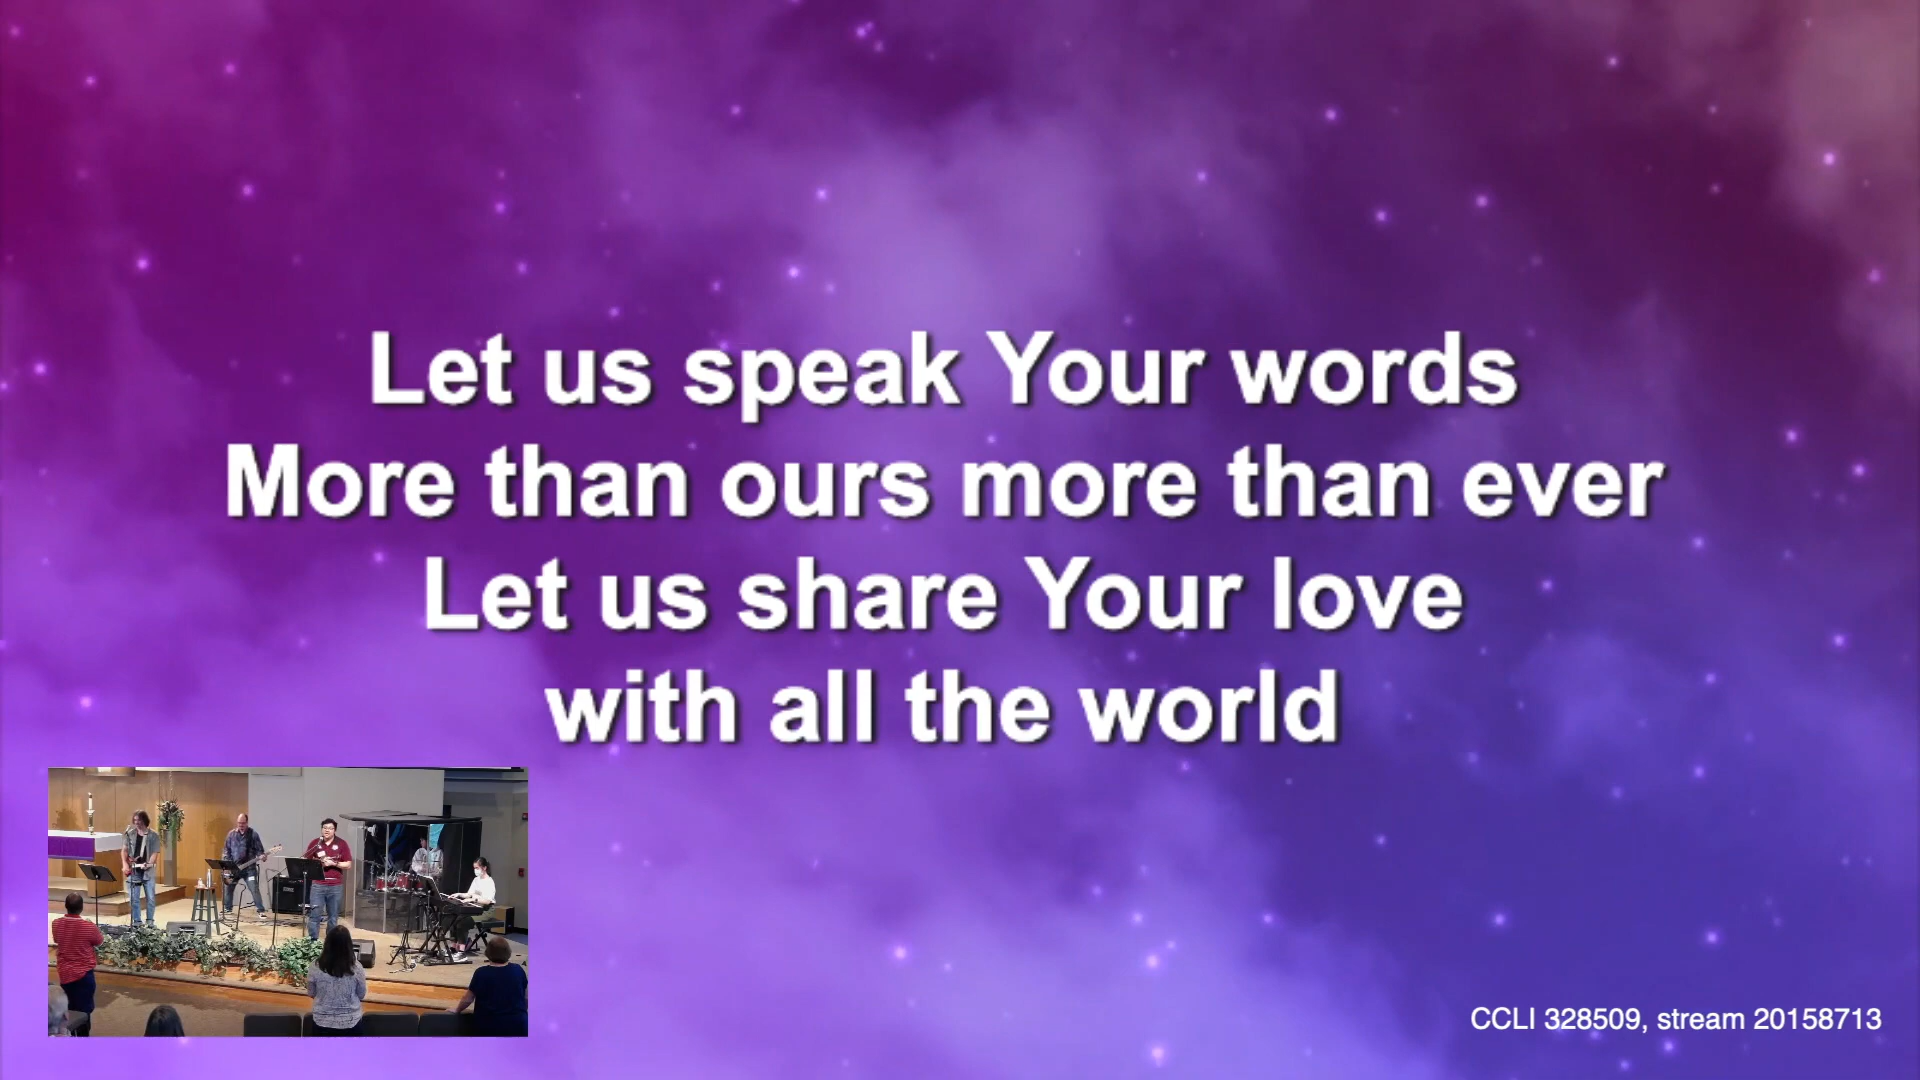 Let us speak Your words
More than ours more than ever
Let us share Your love
with all the world
CCLI 328509, stream 20158713